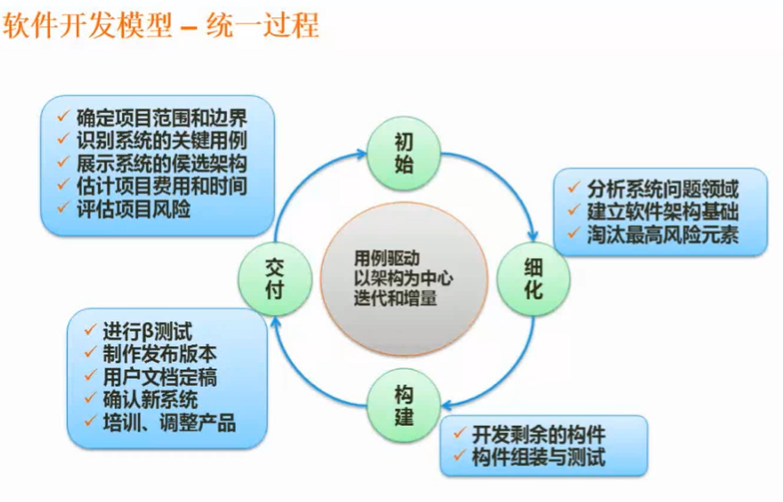 软件开发模型 – 统一过程
✓ 确定项目范围和边界
✓ 识别系统的关键用例
✓ 展示系统的侯选架构
✓ 估计项目费用和时间
✓ 评估项目风险
初
始
✓ 分析系统问题领域
✓ 建立软件架构基础
✓ 淘汰最高风险元素
用例驱动
以架构为中心
迭代和增量
交
付
细
化
✓ 进行β测试
✓ 制作发布版本
✓ 用户文档定稿
✓ 确认新系统
✓ 培训、调整产品
构
建
✓ 开发剩余的构件
✓ 构件组装与测试